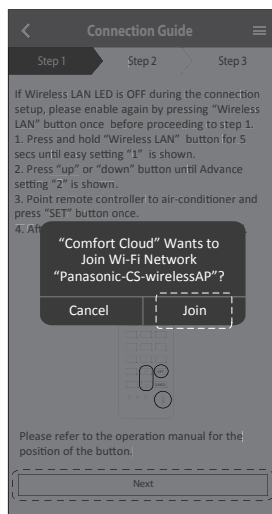 Connection Guide
Step 1
Step 2
Step 3
If Wireless LAN LED is OFF during the connection
setup, please enable again by pressing "Wireless
LAN" button once before proceeding to step 1.
1. Press and hold "Wireless LAN" button for 5
secs until easy setting "1" is shown.
2. Press "up" or "down" button until Advance
setting "2" is shown.
3. Point remote controller to air-conditioner and
press "SET" button once.
4.
"Comfort Cloud" Wants to
Join Wi-Fi Network
"Panasonic-CS-wirelessAP"?
Cancel
Join
Please refer to the operation manual for the
position of the button.
Next